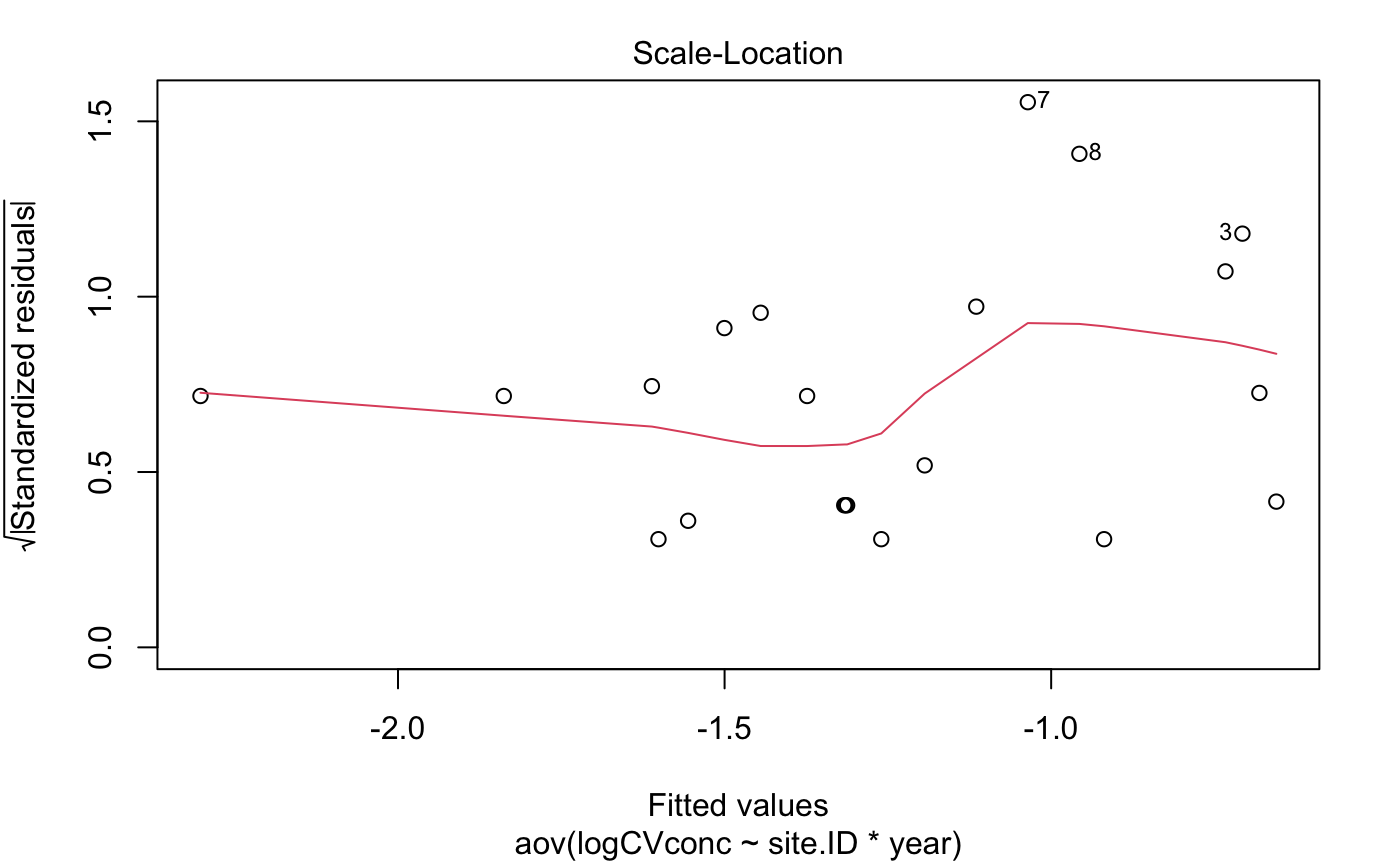 Scale-Location
√|Standardized residuals|
1.5
1.0
0.5
0.0
7
8
3
-2.0 -1.5 -1.0
Fitted values
aov(logCVconc ~ site.ID * year)